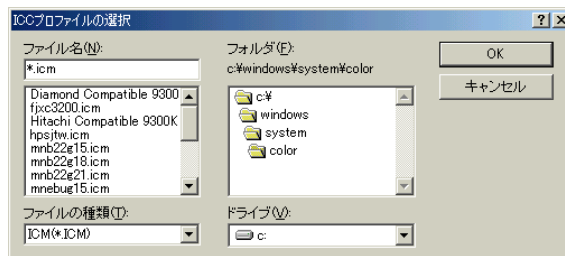 ICCプロファイルの選択
ファイル名(N):
*.icm
Diamond Compatible 9300
fjxc3200.icm
Hitachi Compatible 9300K
hpsjtw.icm
mnb22g15.icm
mnb22g18.icm
mnb22g21.icm
mnebug15.icm
ファイルの種類(T):
ICM(*.ICM)
フォルダ(F):
c:¥windows¥system¥color
c:¥
windows
system
color
ドライブ(V):
c:
OK
キャンセル